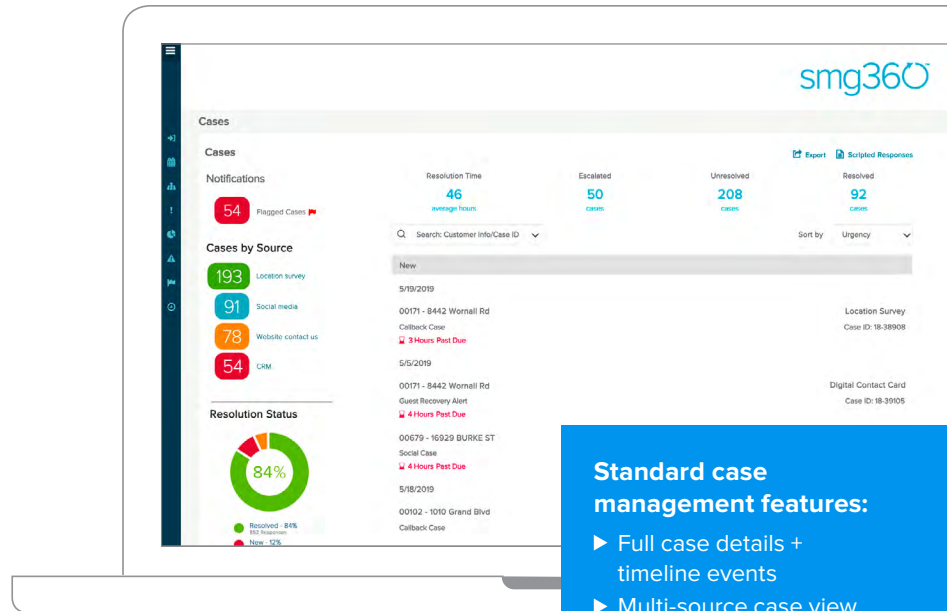 smg360
Cases
Cases
Export
Scripted Responses
Notifications
54
Flagged Cases
Resolution Time
46
average hours
Escalated
50
cases
Unresolved
208
cases
Resolved
92
cases
Search: Customer Info/Case ID
Sort by
Urgency
Cases by Source
193
Location survey
91
Social media
78
Website contact us
54
CRM
Resolution Status
84%
Resolved - 84%
New - 12%
New
5/19/2019
00171 - 8442 Wornall Rd
Location Survey
Callback Case
Case ID: 18-38908
3 Hours Past Due
5/5/2019
00171 - 8442 Wornall Rd
Digital Contact Card
Guest Recovery Alert
Case ID: 18-39105
4 Hours Past Due
00679 - 16929 BURKE ST
Social Case
4 Hours Past Due
5/18/2019
00102 - 1010 Grand Blvd
Callback Case
Standard case
management features:
Full case details +
timeline events
Multi-source case view